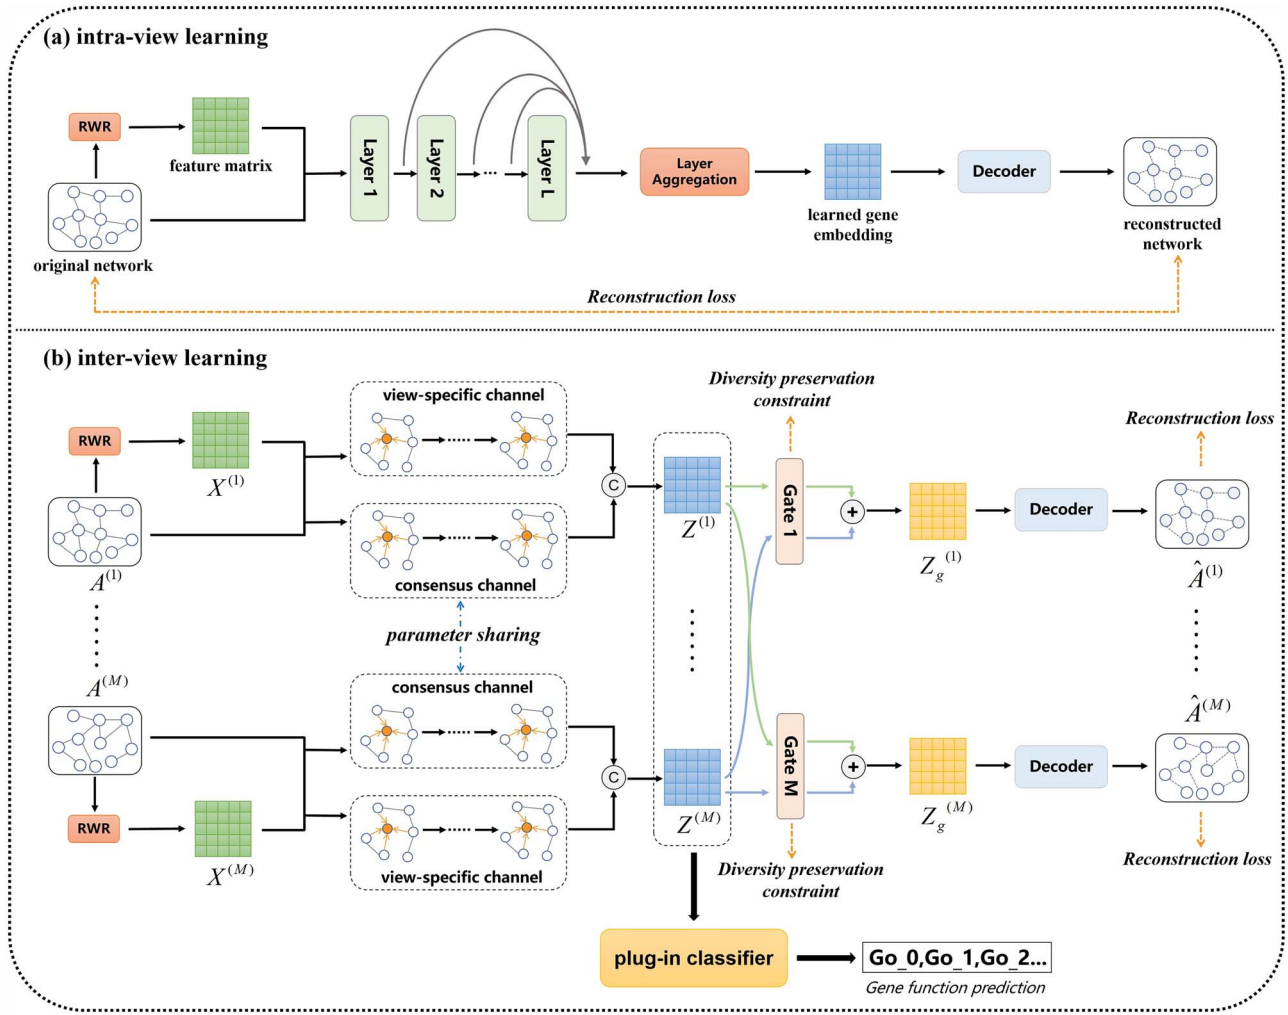 (a) intra-view learning
RWR
feature matrix
original network
Layer 1
Layer 2
...
Layer L
Layer
Aggregation
learned gene
embedding
Decoder
reconstructed
network
Reconstruction loss
(b) inter-view learning
RWR
X^(1)
A^(1)
view-specific channel
consensus channel
C
Z^(1)
Diversity preservation
constraint
Gate 1
+
Z_g^(1)
Decoder
Reconstruction loss
Â^(1)
parameter sharing
A^(M)
RWR
X^(M)
consensus channel
view-specific channel
C
Z^(M)
Gate M
Diversity preservation
constraint
+
Z_g^(M)
Decoder
Â^(M)
Reconstruction loss
plug-in classifier
Go_0,Go_1,Go_2...
Gene function prediction